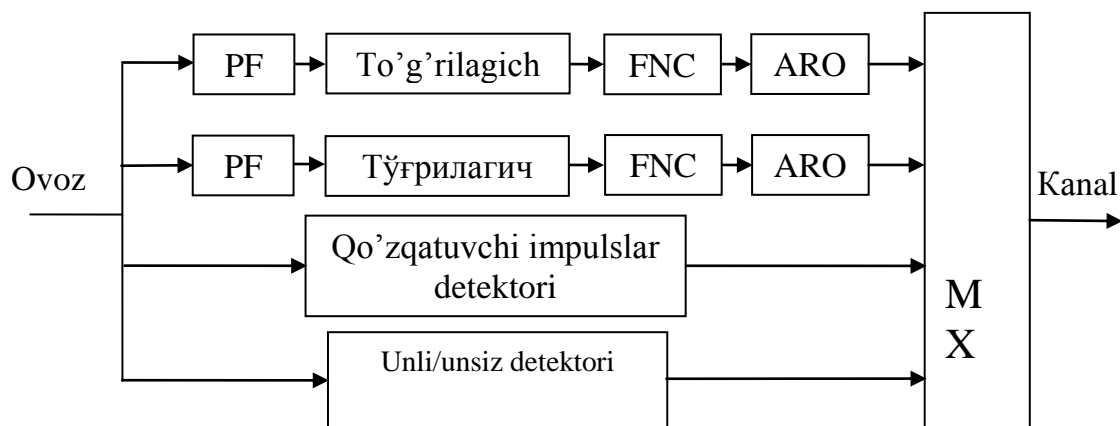 PF To’g’rilagich FNC ARO
PF Тўғрилагич FNC ARO
Ovoz
Kanal
Qo’zqatuvchi impulslar
detektori
M
X
Unli/unsiz detektori